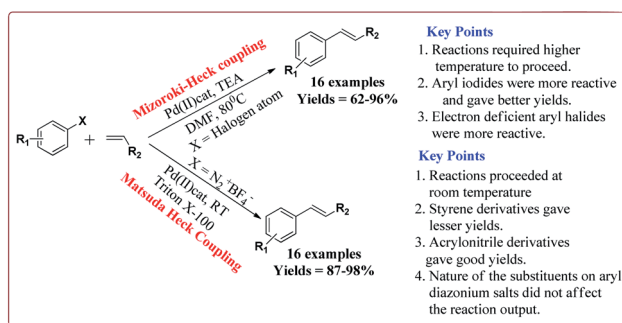 Mizoroki-Heck coupling
Pd(II)cat, TEA
DMF, 80⁰C
X = Halogen atom
R₂
R₁
16 examples
Yields = 62-96%
X
R₁
+
R₂
X = N₂⁺BF₄⁻
Pd(II)cat, RT
Triton X-100
Matsuda Heck Coupling
R₂
R₁
16 examples
Yields = 87-98%
Key Points
1. Reactions required higher
temperature to proceed.
2. Aryl iodides were more reactive
and gave better yields.
3. Electron deficient aryl halides
were more reactive.
Key Points
1. Reactions proceeded at
room temperature
2. Styrene derivatives gave
lesser yields.
3. Acrylonitrile derivatives
gave good yields.
4. Nature of the substituents on aryl
diazonium salts did not affect
the reaction output.